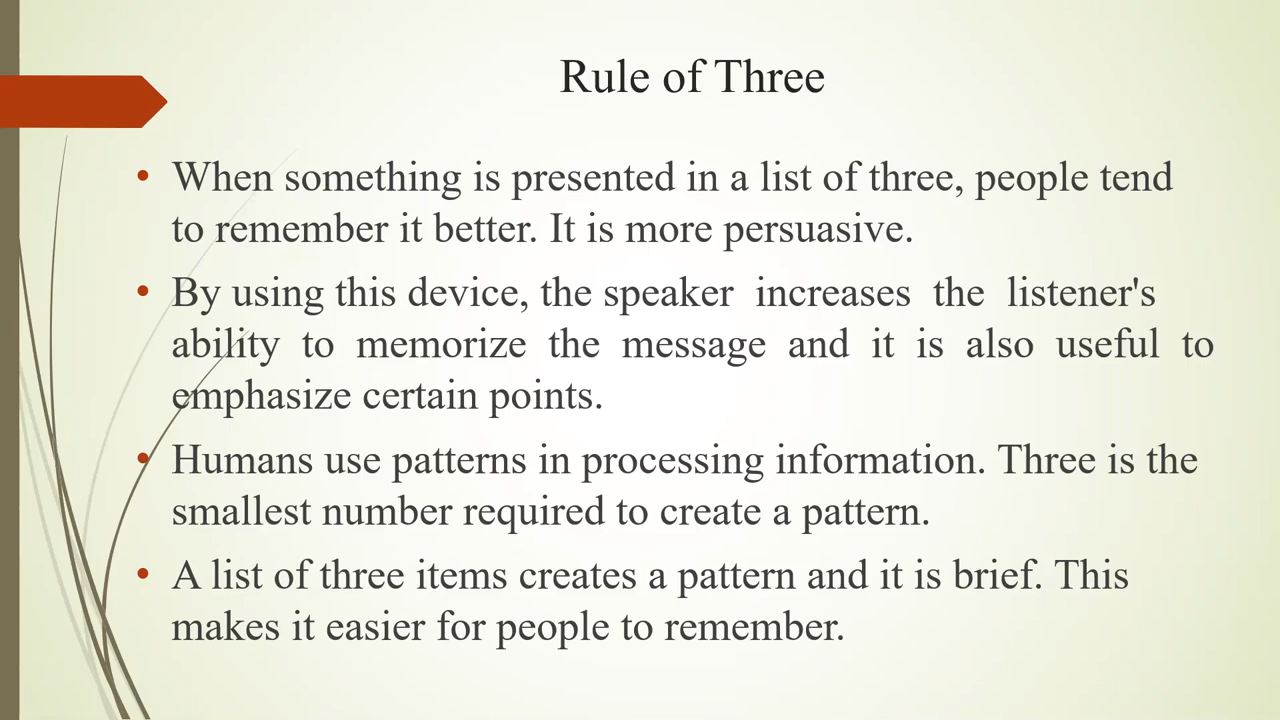 Rule of Three
• When something is presented in a list of three, people tend
to remember it better. It is more persuasive.
• By using this device, the speaker increases the listener's
ability to memorize the message and it is also useful to
emphasize certain points.
• Humans use patterns in processing information. Three is the
smallest number required to create a pattern.
• A list of three items creates a pattern and it is brief. This
makes it easier for people to remember.